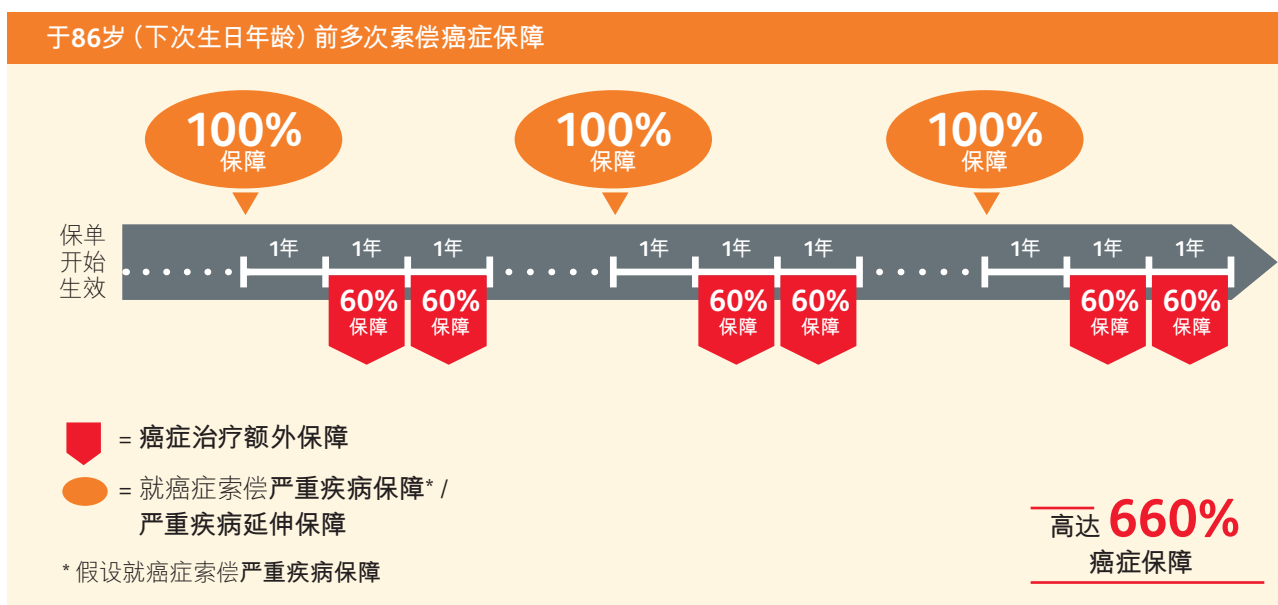 于86岁（下次生日年龄）前多次索偿癌症保障
100%
保障
100%
保障
100%
保障
保单
开始
生效
1年 1年 1年 1年 1年 1年 1年 1年 1年
60% 60% 60% 60% 60% 60%
保障 保障 保障 保障 保障 保障
= 癌症治疗额外保障
= 就癌症索偿严重疾病保障* /
严重疾病延伸保障
* 假设就癌症索偿严重疾病保障
高达 660%
癌症保障